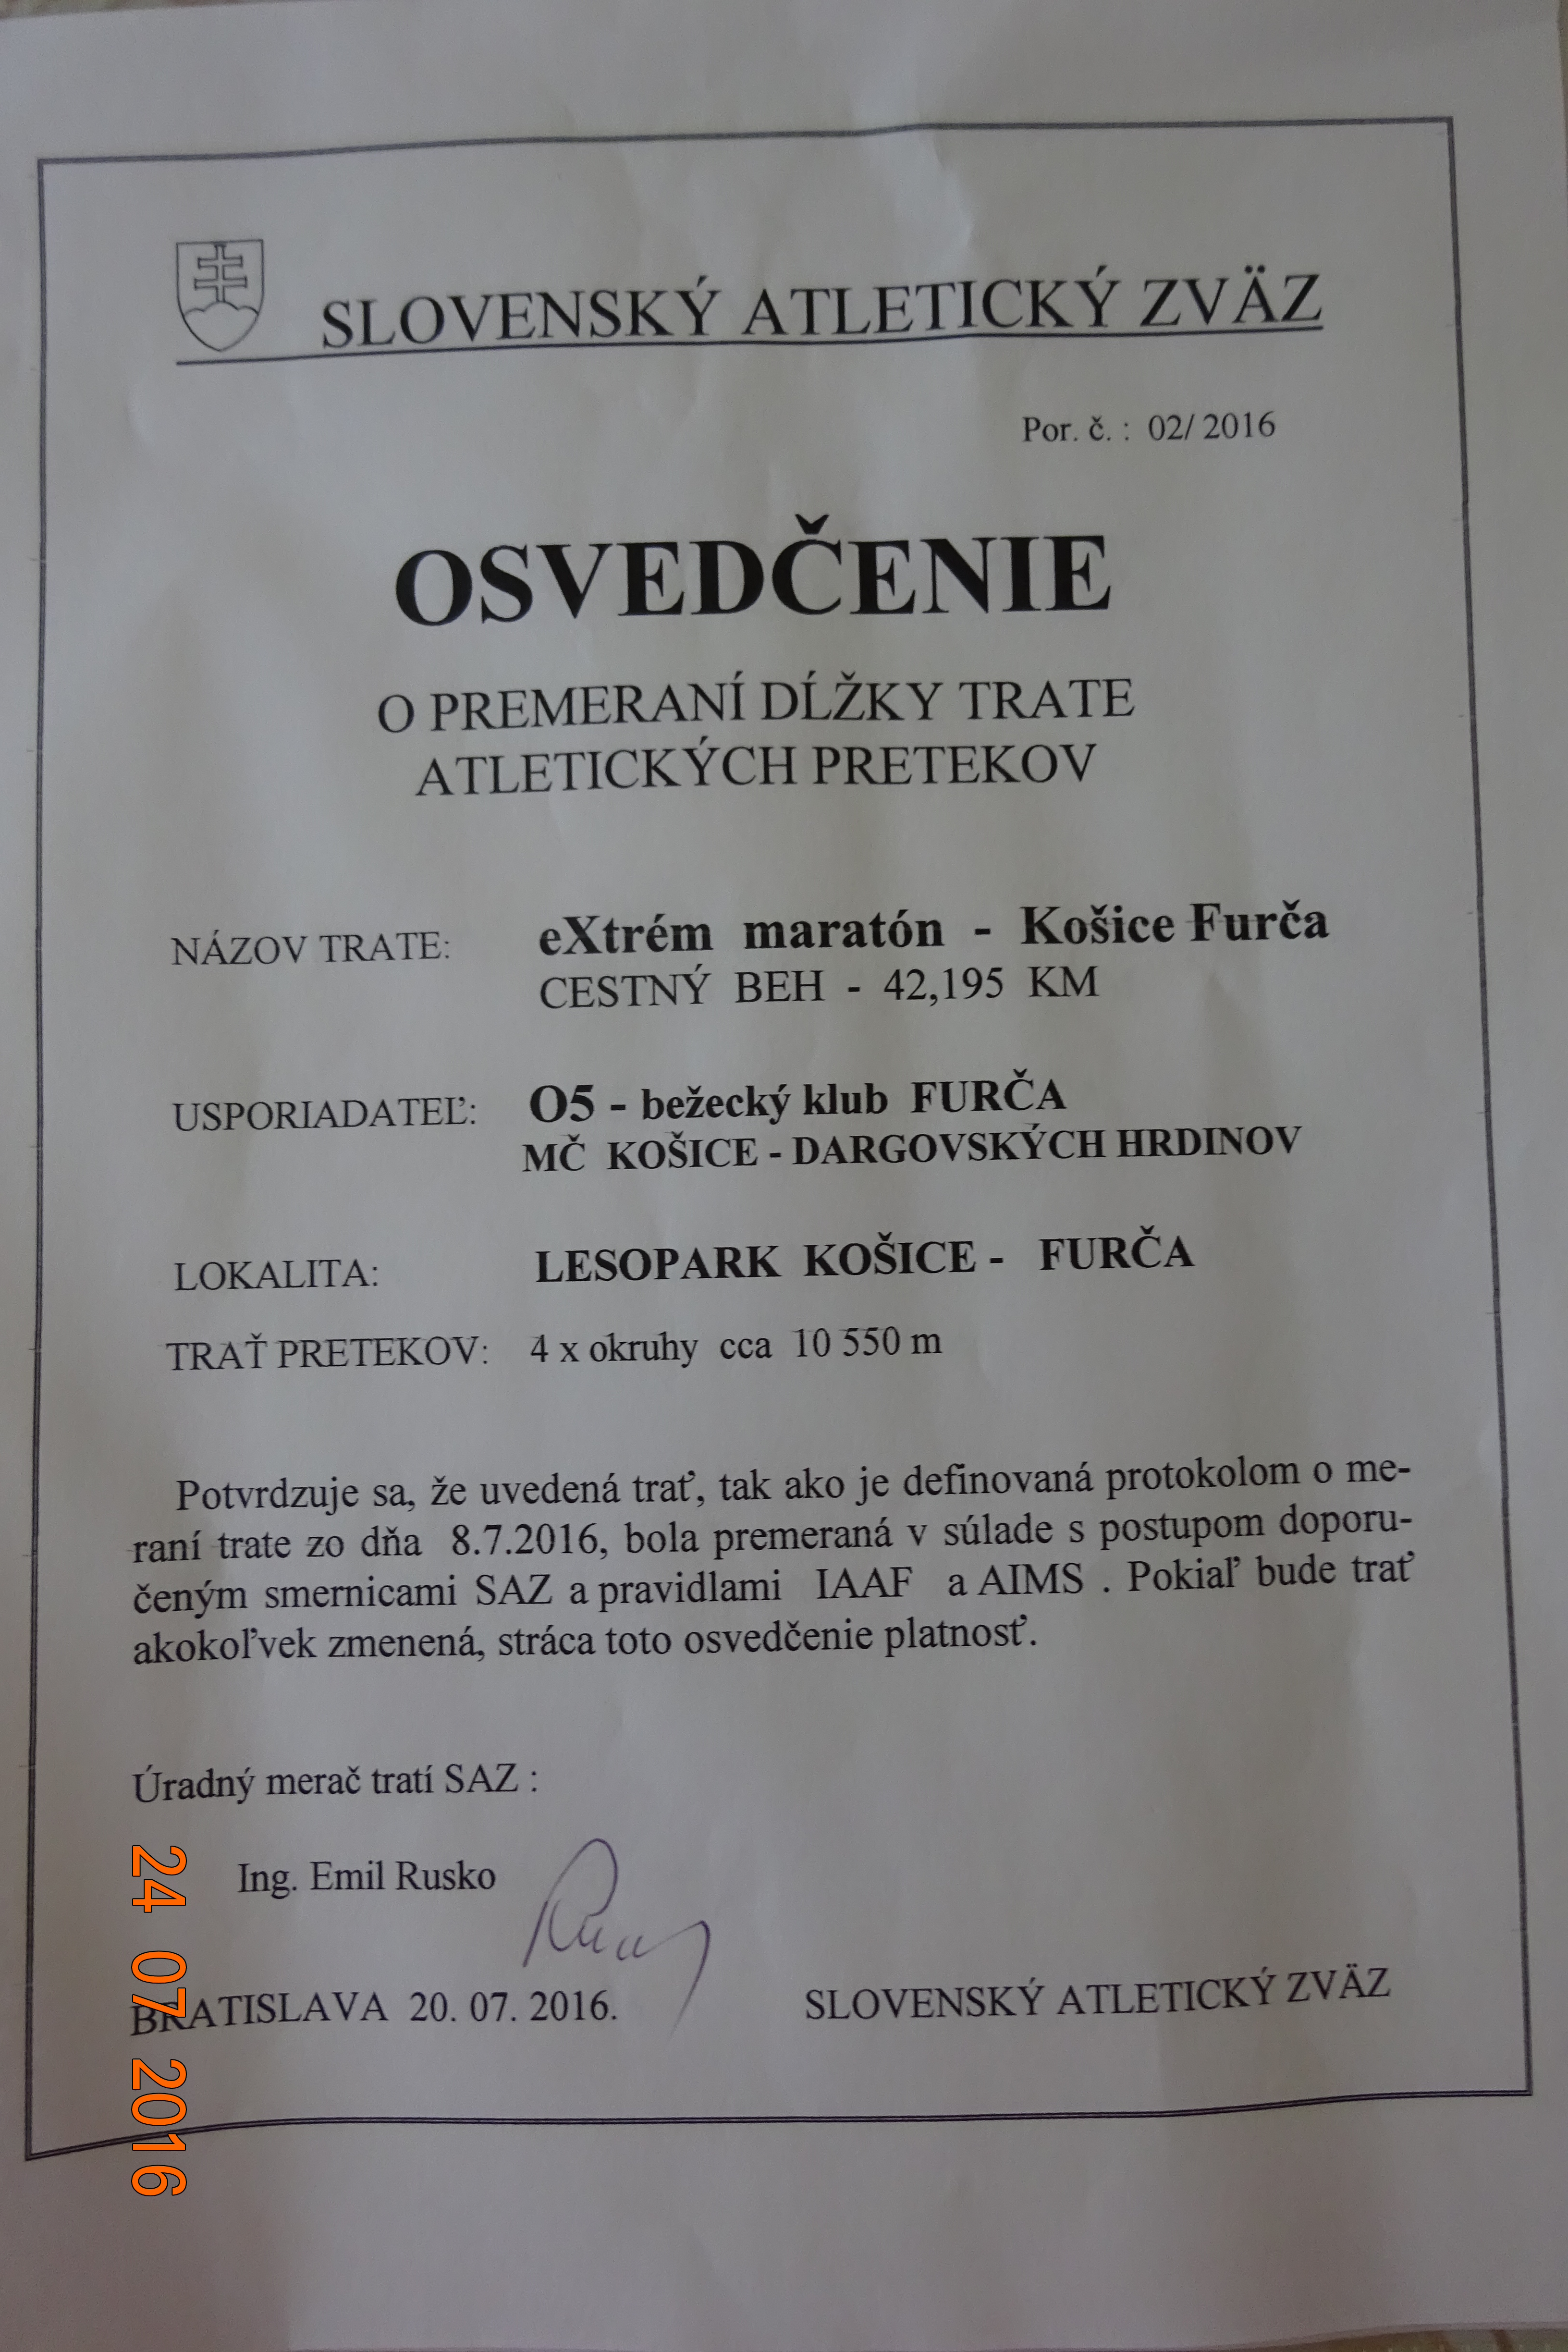 SLOVENSKÝ ATLETICKÝ ZVÄZ
Por. č. : 02/ 2016
OSVEDČENIE
O PREMERANÍ DĹŽKY TRATE
ATLETICKÝCH PRETEKOV
NÁZOV TRATE: eXtrém maratón - Košice Furča
CESTNÝ BEH - 42,195 KM
USPORIADATEĽ: O5 - bežecký klub FURČA
MČ KOŠICE - DARGOVSKÝCH HRDINOV
LOKALITA: LESOPARK KOŠICE - FURČA
TRAŤ PRETEKOV: 4 x okruhy cca 10 550 m
Potvrdzuje sa, že uvedená trať, tak ako je definovaná protokolom o me-
raní trate zo dňa 8.7.2016, bola premeraná v súlade s postupom doporu-
čeným smernicami SAZ a pravidlami IAAF a AIMS . Pokiaľ bude trať
akokoľvek zmenená, stráca toto osvedčenie platnosť.
Úradný merač tratí SAZ :
Ing. Emil Rusko
BRATISLAVA 20. 07. 2016. SLOVENSKÝ ATLETICKÝ ZVÄZ
24 07 2016